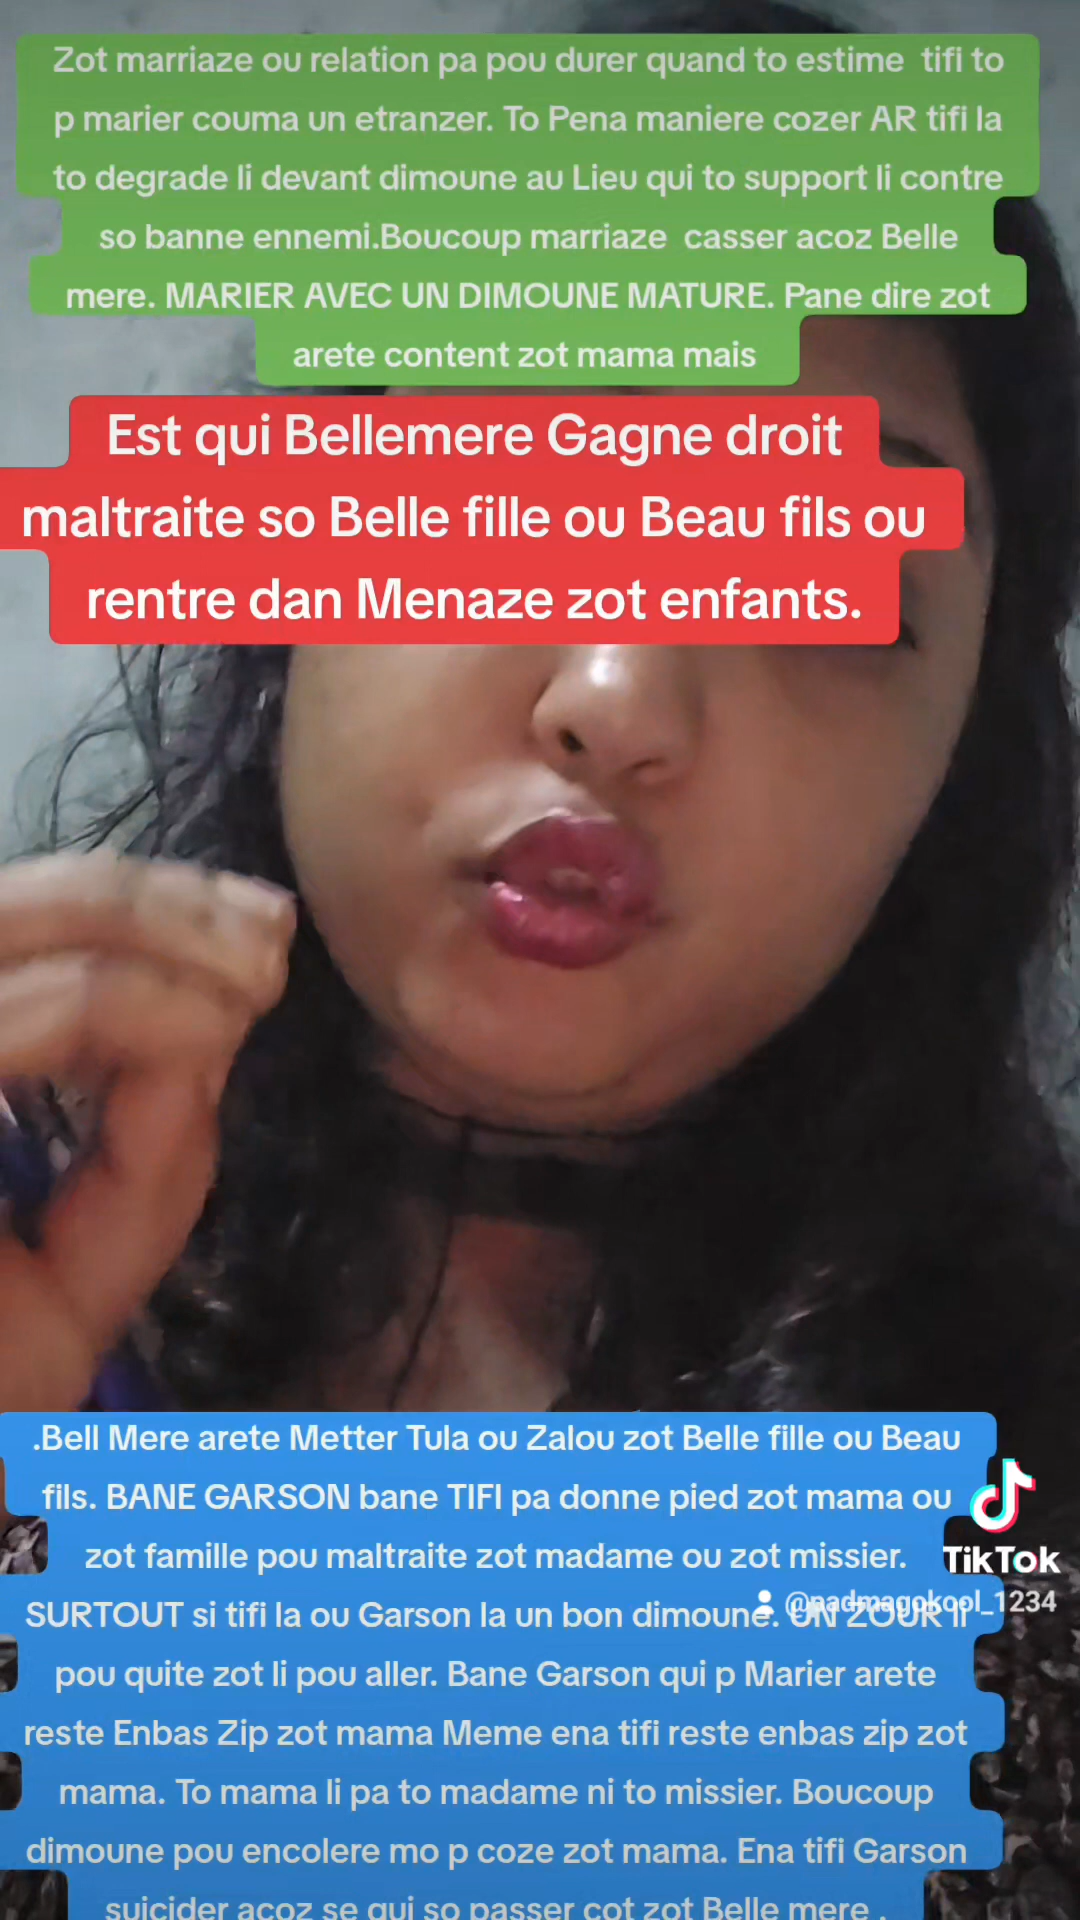 Zot marriaze ou relation pa pou durer quand to estime tifi to
p marier couma un etranzer. To Pena maniere cozer AR tifi la
to degrade li devant dimoune au Lieu qui to support li contre
so banne ennemi.Boucoup marriaze casser acoz Belle
mere. MARIER AVEC UN DIMOUNE MATURE. Pane dire zot
arete content zot mama mais
Est qui Bellemere Gagne droit
maltraite so Belle fille ou Beau fils ou
rentre dan Menaze zot enfants.
.Bell Mere arete Metter Tula ou Zalou zot Belle fille ou Beau
fils. BANE GARSON bane TIFI pa donne pied zot mama ou
zot famille pou maltraite zot madame ou zot missier.
SURTOUT si tifi la ou Garson la un bon dimoune. UN ZOUR li
pou quite zot li pou aller. Bane Garson qui p Marier arete
reste Enbas Zip zot mama Meme ena tifi reste enbas zip zot
mama. To mama li pa to madame ni to missier. Boucoup
dimoune pou encolere mo p coze zot mama. Ena tifi Garson
suicider acoz se qui so passer cot zot Belle mere .
TikTok
@padmagokool_1234